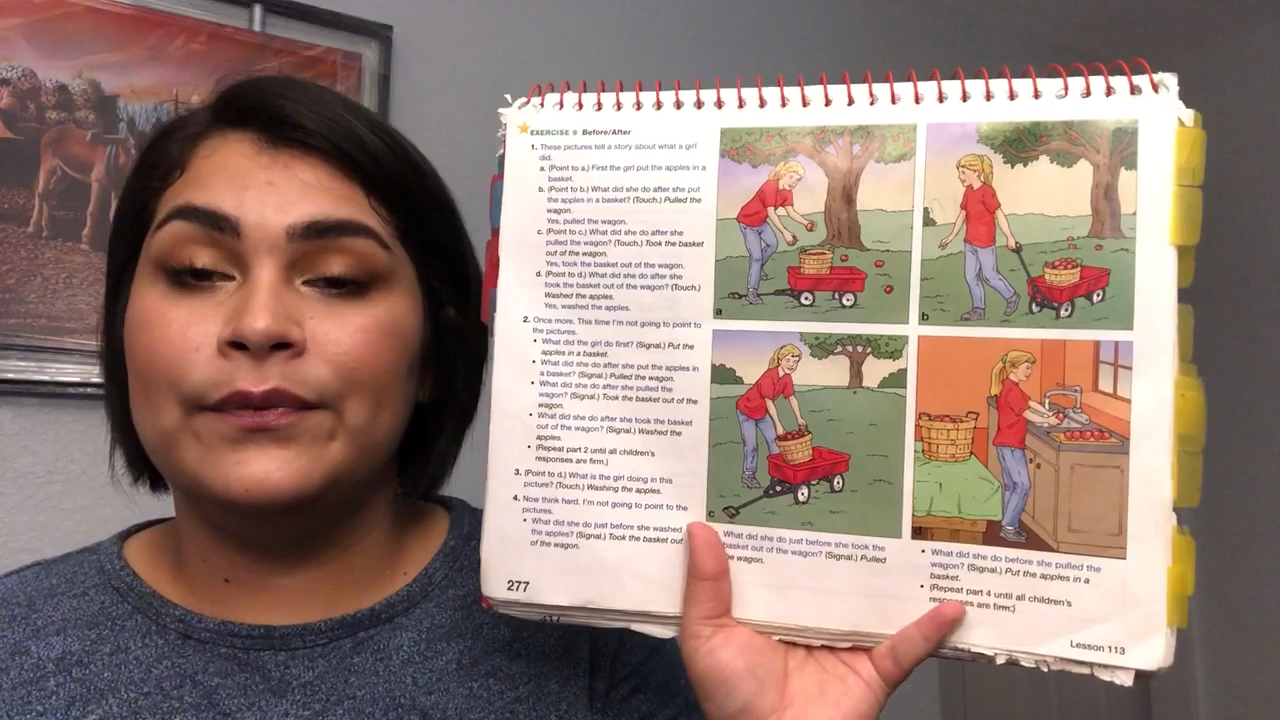 EXERCISE 9 Before/After
1. These pictures tell a story about what a girl
did.
a. (Point to a.) First the girl put the apples in a
basket.
b. (Point to b.) What did she do after she put
the apples in a basket? (Touch.) Pulled the
wagon.
Yes, pulled the wagon.
c. (Point to c.) What did she do after she
pulled the wagon? (Touch.) Took the basket
out of the wagon.
Yes, took the basket out of the wagon.
d. (Point to d.) What did she do after she
took the basket out of the wagon? (Touch.)
Washed the apples.
Yes, washed the apples.
2. Once more. This time I'm not going to point to
the pictures.
• What did the girl do first? (Signal.) Put the
apples in a basket.
• What did she do after she put the apples in
a basket? (Signal.) Pulled the wagon.
• What did she do after she pulled the
wagon? (Signal.) Took the basket out of the
wagon.
• What did she do after she took the basket
out of the wagon? (Signal.) Washed the
apples.
• (Repeat part 2 until all children's
responses are firm.)
3. (Point to d.) What is the girl doing in this
picture? (Touch.) Washing the apples.
4. Now think hard. I'm not going to point to the
pictures.
• What did she do just before she washed
the apples? (Signal.) Took the basket out
of the wagon.
a
b
c
d
What did she do just before she took the
basket out of the wagon? (Signal.) Pulled
wagon.
• What did she do before she pulled the
wagon? (Signal.) Put the apples in a
basket.
• (Repeat part 4 until all children's
responses are firm.)
277
Lesson 113